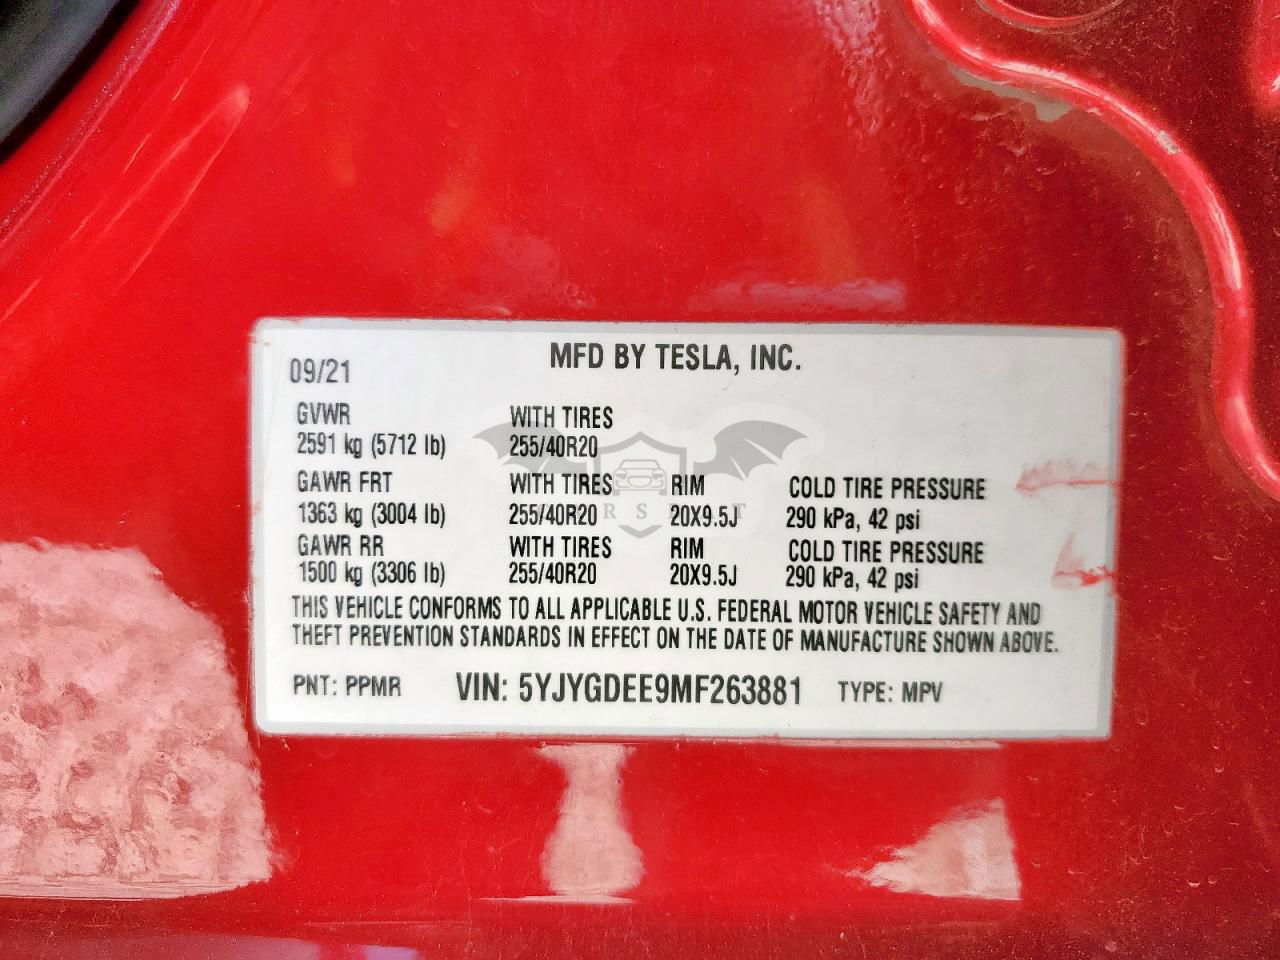 MFD BY TESLA, INC.
09/21
GVWR WITH TIRES
2591 kg (5712 lb) 255/40R20
GAWR FRT WITH TIRES RIM COLD TIRE PRESSURE
1363 kg (3004 lb) 255/40R20 20X9.5J 290 kPa, 42 psi
GAWR RR WITH TIRES RIM COLD TIRE PRESSURE
1500 kg (3306 lb) 255/40R20 20X9.5J 290 kPa, 42 psi
THIS VEHICLE CONFORMS TO ALL APPLICABLE U.S. FEDERAL MOTOR VEHICLE SAFETY AND
THEFT PREVENTION STANDARDS IN EFFECT ON THE DATE OF MANUFACTURE SHOWN ABOVE.
PNT: PPMR VIN: 5YJYGDEE9MF263881 TYPE: MPV